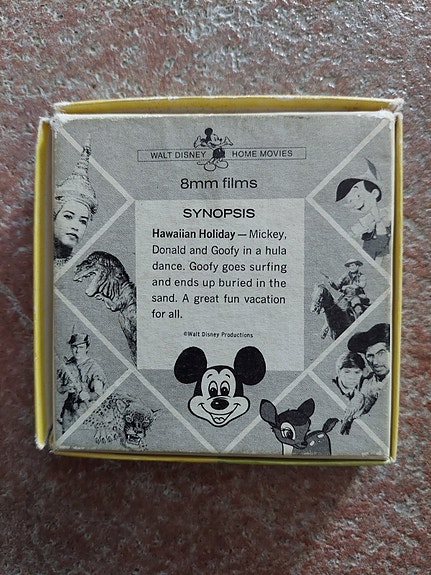 WALT DISNEY HOME MOVIES
8mm films
SYNOPSIS
Hawaiian Holiday — Mickey,
Donald and Goofy in a hula
dance. Goofy goes surfing
and ends up buried in the
sand. A great fun vacation
for all.
©Walt Disney Productions